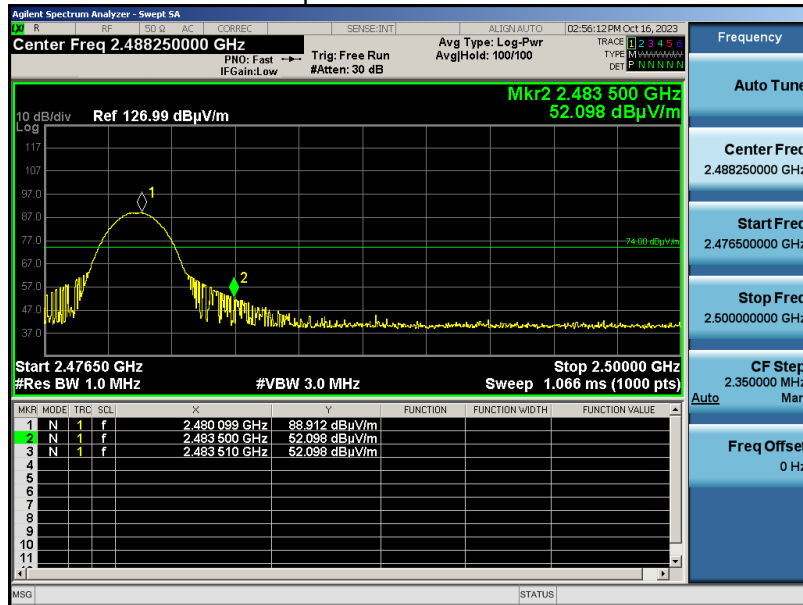 Agilent Spectrum Analyzer - Swept SA
LXI R RF 50 Ω AC CORREC SENSE:INT ALIGN AUTO 02:56:12 PM Oct 16, 2023
Center Freq 2.488250000 GHz
PNO: Fast
IFGain:Low
Trig: Free Run
#Atten: 30 dB
Avg Type: Log-Pwr
Avg|Hold: 100/100
TRACE 1 2 3 4 5 6
TYPE M
DET P N N N N N
Mkr2 2.483 500 GHz
52.098 dBµV/m
10 dB/div Ref 126.99 dBµV/m
Log
117
107
97.0
87.0
77.0
67.0
57.0
47.0
37.0
1
2
74.00 dBµV/m
Start 2.47650 GHz Stop 2.50000 GHz
#Res BW 1.0 MHz #VBW 3.0 MHz Sweep 1.066 ms (1000 pts)
MKR MODE TRC SCL X Y FUNCTION FUNCTION WIDTH FUNCTION VALUE
1 N 1 f 2.480 099 GHz 88.912 dBµV/m
2 N 1 f 2.483 500 GHz 52.098 dBµV/m
3 N 1 f 2.483 510 GHz 52.098 dBµV/m
4
5
6
7
8
9
10
11
MSG STATUS
Frequency
Auto Tune
Center Freq
2.488250000 GHz
Start Freq
2.476500000 GHz
Stop Freq
2.500000000 GHz
CF Step
2.350000 MHz
Auto Man
Freq Offset
0 Hz